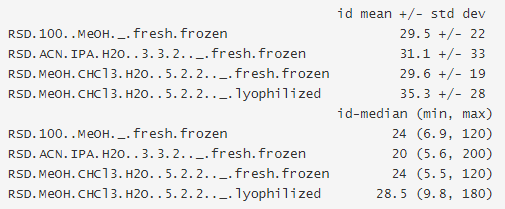 id mean +/- std dev
RSD.100..MeOH._.fresh.frozen 29.5 +/- 22
RSD.ACN.IPA.H2O..3.3.2.._.fresh.frozen 31.1 +/- 33
RSD.MeOH.CHCl3.H2O..5.2.2.._.fresh.frozen 29.6 +/- 19
RSD.MeOH.CHCl3.H2O..5.2.2.._.lyophilized 35.3 +/- 28
id-median (min, max)
RSD.100..MeOH._.fresh.frozen 24 (6.9, 120)
RSD.ACN.IPA.H2O..3.3.2.._.fresh.frozen 20 (5.6, 200)
RSD.MeOH.CHCl3.H2O..5.2.2.._.fresh.frozen 24 (5.5, 120)
RSD.MeOH.CHCl3.H2O..5.2.2.._.lyophilized 28.5 (9.8, 180)